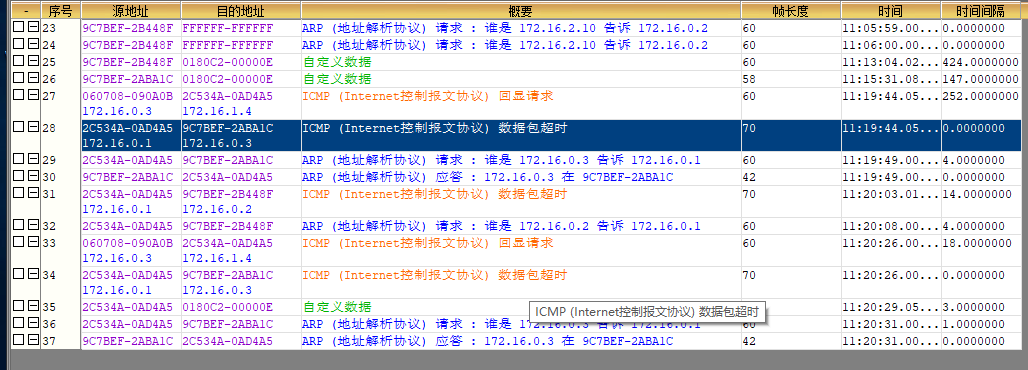 - 序号 源地址 目的地址 概要 帧长度 时间 时间间隔
23 9C7BEF-2B448F FFFFFF-FFFFFF ARP (地址解析协议) 请求 : 谁是 172.16.2.10 告诉 172.16.0.2 60 11:05:59.00... 0.0000000
24 9C7BEF-2B448F FFFFFF-FFFFFF ARP (地址解析协议) 请求 : 谁是 172.16.2.10 告诉 172.16.0.2 60 11:06:00.00... 0.0000000
25 9C7BEF-2B448F 0180C2-00000E 自定义数据 60 11:13:04.02... 424.0000000
26 9C7BEF-2ABA1C 0180C2-00000E 自定义数据 58 11:15:31.08... 147.0000000
27 060708-090A0B 2C534A-0AD4A5 ICMP (Internet控制报文协议) 回显请求 60 11:19:44.05... 252.0000000
172.16.0.3 172.16.1.4
28 2C534A-0AD4A5 9C7BEF-2ABA1C ICMP (Internet控制报文协议) 数据包超时 70 11:19:44.05... 0.0000000
172.16.0.1 172.16.0.3
29 2C534A-0AD4A5 9C7BEF-2ABA1C ARP (地址解析协议) 请求 : 谁是 172.16.0.3 告诉 172.16.0.1 60 11:19:49.00... 4.0000000
30 9C7BEF-2ABA1C 2C534A-0AD4A5 ARP (地址解析协议) 应答 : 172.16.0.3 在 9C7BEF-2ABA1C 42 11:19:49.00... 0.0000000
31 2C534A-0AD4A5 9C7BEF-2B448F ICMP (Internet控制报文协议) 数据包超时 70 11:20:03.01... 14.0000000
172.16.0.1 172.16.0.2
32 2C534A-0AD4A5 9C7BEF-2B448F ARP (地址解析协议) 请求 : 谁是 172.16.0.2 告诉 172.16.0.1 60 11:20:08.00... 4.0000000
33 060708-090A0B 2C534A-0AD4A5 ICMP (Internet控制报文协议) 回显请求 60 11:20:26.00... 18.0000000
172.16.0.3 172.16.1.4
34 2C534A-0AD4A5 9C7BEF-2ABA1C ICMP (Internet控制报文协议) 数据包超时 70 11:20:26.00... 0.0000000
172.16.0.1 172.16.0.3
35 2C534A-0AD4A5 0180C2-00000E 自定义数据 11:20:29.05... 3.0000000
ICMP (Internet控制报文协议) 数据包超时
36 2C534A-0AD4A5 9C7BEF-2ABA1C ARP (地址解析协议) 请求 : 谁是 172.16.0.3 告诉 172.16.0.1 60 11:20:31.00... 1.0000000
37 9C7BEF-2ABA1C 2C534A-0AD4A5 ARP (地址解析协议) 应答 : 172.16.0.3 在 9C7BEF-2ABA1C 42 11:20:31.00... 0.0000000